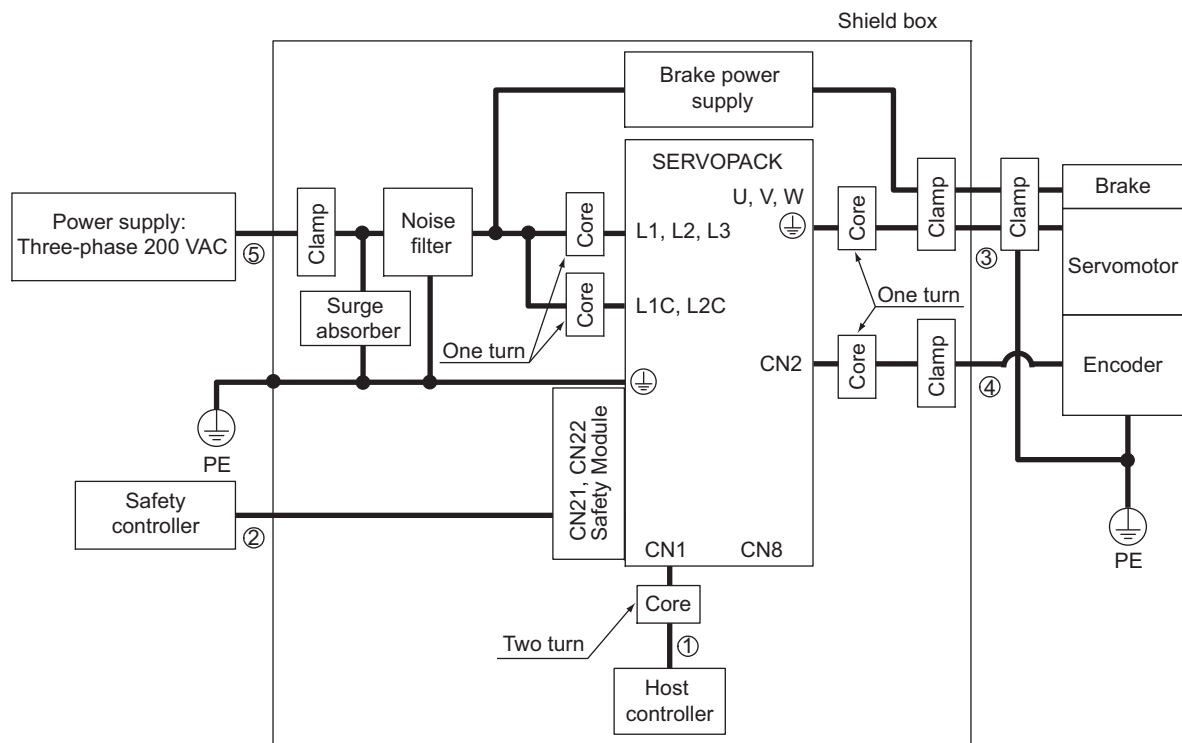 Shield box
Brake power
supply
SERVOPACK
U, V, W
Core
Clamp
Clamp
Brake
Power supply:
Three-phase 200 VAC
⑤
Clamp
Noise
filter
Core
L1, L2, L3
③
Servomotor
Surge
absorber
Core
L1C, L2C
One turn
One turn
CN2
Core
Clamp
④
Encoder
PE
CN21, CN22
Safety Module
Safety
controller
②
CN1
CN8
PE
Core
Two turn
①
Host
controller